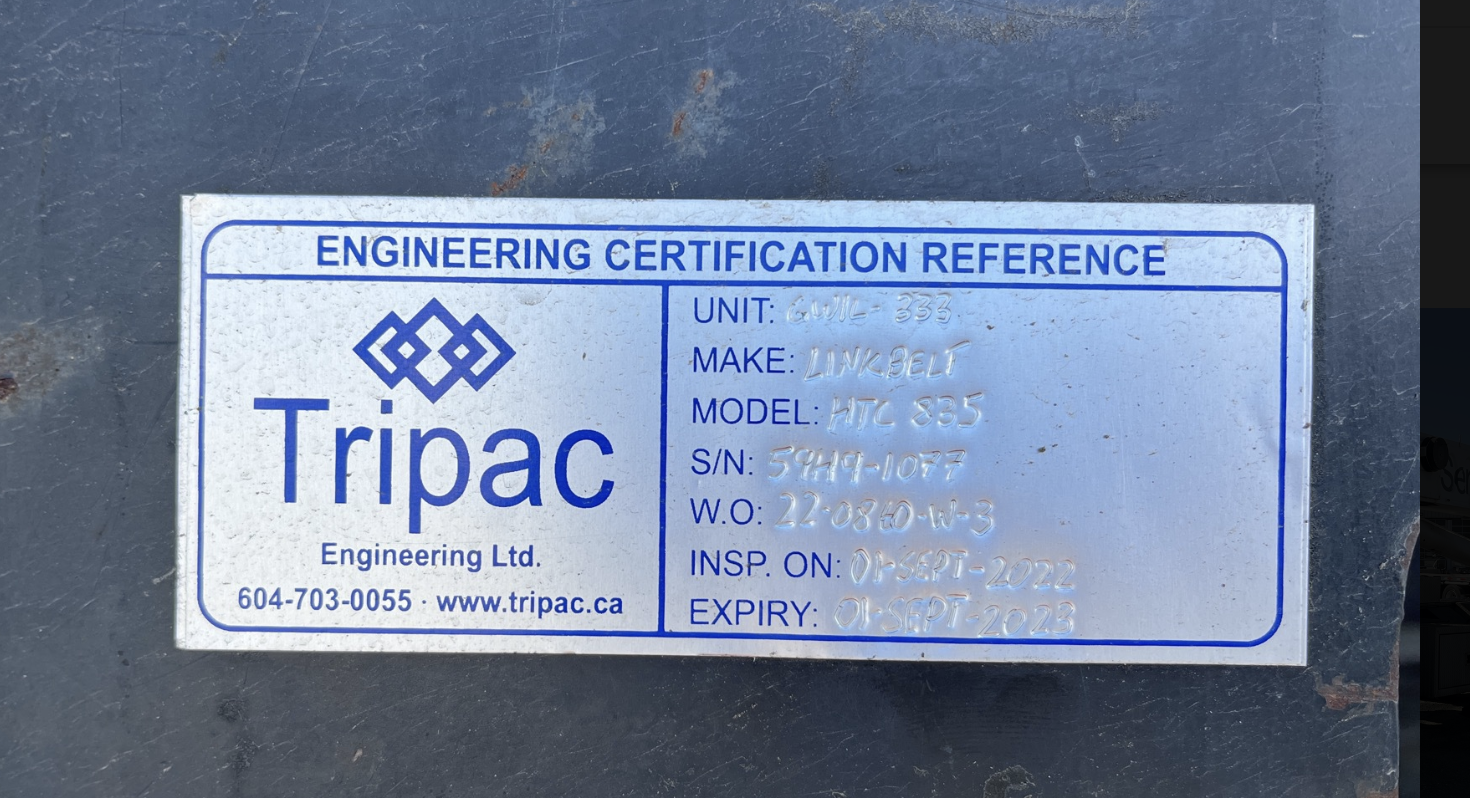 ENGINEERING CERTIFICATION REFERENCE
Tripac
Engineering Ltd.
604-703-0055 · www.tripac.ca
UNIT: GWIL-333
MAKE: LINKBELT
MODEL: HTC 835
S/N: 59H9-1077
W.O: 22-0840-W-3
INSP. ON: 01-SEPT-2022
EXPIRY: 01-SEPT-2023